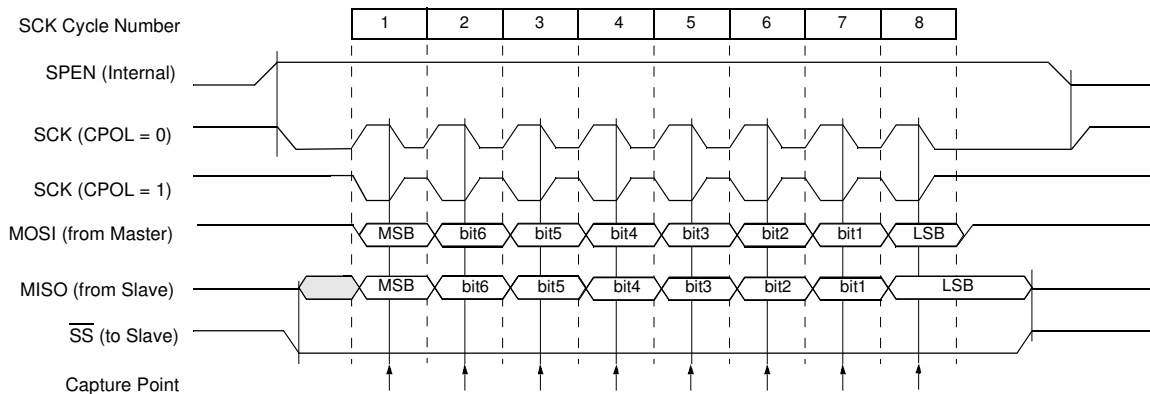 SCK Cycle Number 1 2 3 4 5 6 7 8
SPEN (Internal)
SCK (CPOL = 0)
SCK (CPOL = 1)
MOSI (from Master) MSB bit6 bit5 bit4 bit3 bit2 bit1 LSB
MISO (from Slave) MSB bit6 bit5 bit4 bit3 bit2 bit1 LSB
SS (to Slave)
Capture Point